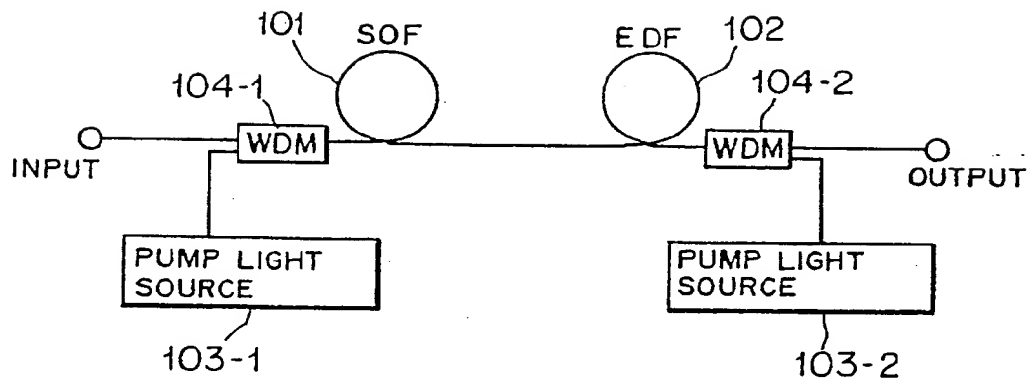 101
SOF
EDF
102
104-1
104-2
WDM
WDM
INPUT
OUTPUT
PUMP LIGHT
SOURCE
PUMP LIGHT
SOURCE
103-1
103-2